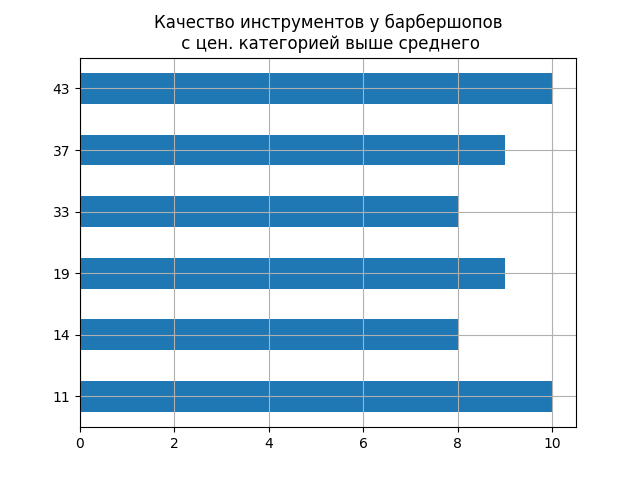 Качество инструментов у барбершопов
с цен. категорией выше среднего
43
37
33
19
14
11
0 2 4 6 8 10